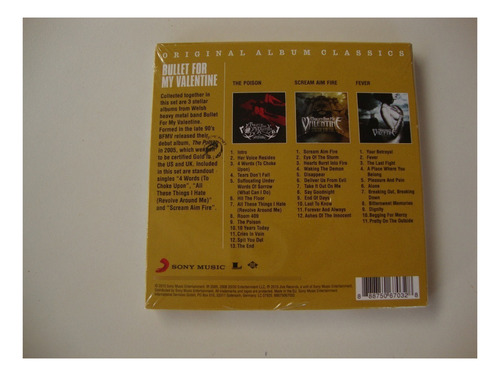 ORIGINAL ALBUM CLASSICS
BULLET FOR
MY VALENTINE
Collected together in
this set are 3 stellar
albums from Welsh
heavy metal band Bullet
For My Valentine.
Formed in the late 90's
BFMV released their
debut album, The Poison
in 2005, which went
to be certified Gold in
the US and UK. Included
in this set are standout
singles "4 Words (To
Choke Upon", "All
These Things I Hate
(Revolve Around Me)" and
"Scream Aim Fire".
THE POISON
1. Intro
2. Her Voice Resides
3. 4 Words (To Choke
Upon)
4. Tears Don't Fall
5. Suffocating Under
Words Of Sorrow
(What Can I Do)
6. Hit The Floor
7. All These Things I Hate
(Revolve Around Me)
8. Room 409
9. The Poison
10. 10 Years Today
11. Cries In Vain
12. Spit You Out
13. The End
SCREAM AIM FIRE
VALENTINE
1. Scream Aim Fire
2. Eye Of The Storm
3. Hearts Burst Into Fire
4. Waking The Demon
5. Disappear
6. Deliver Us From Evil
7. Take It Out On Me
8. Say Goodnight
9. End Of Days
10. Last To Know
11. Forever And Always
12. Ashes Of The Innocent
FEVER
1. Your Betrayal
2. Fever
3. The Last Fight
4. A Place Where You
Belong
5. Pleasure And Pain
6. Alone
7. Breaking Out, Breaking
Down
8. Bittersweet Memories
9. Dignity
10. Begging For Mercy
11. Pretty On The Outside
SONY MUSIC
8 88750 67032 8